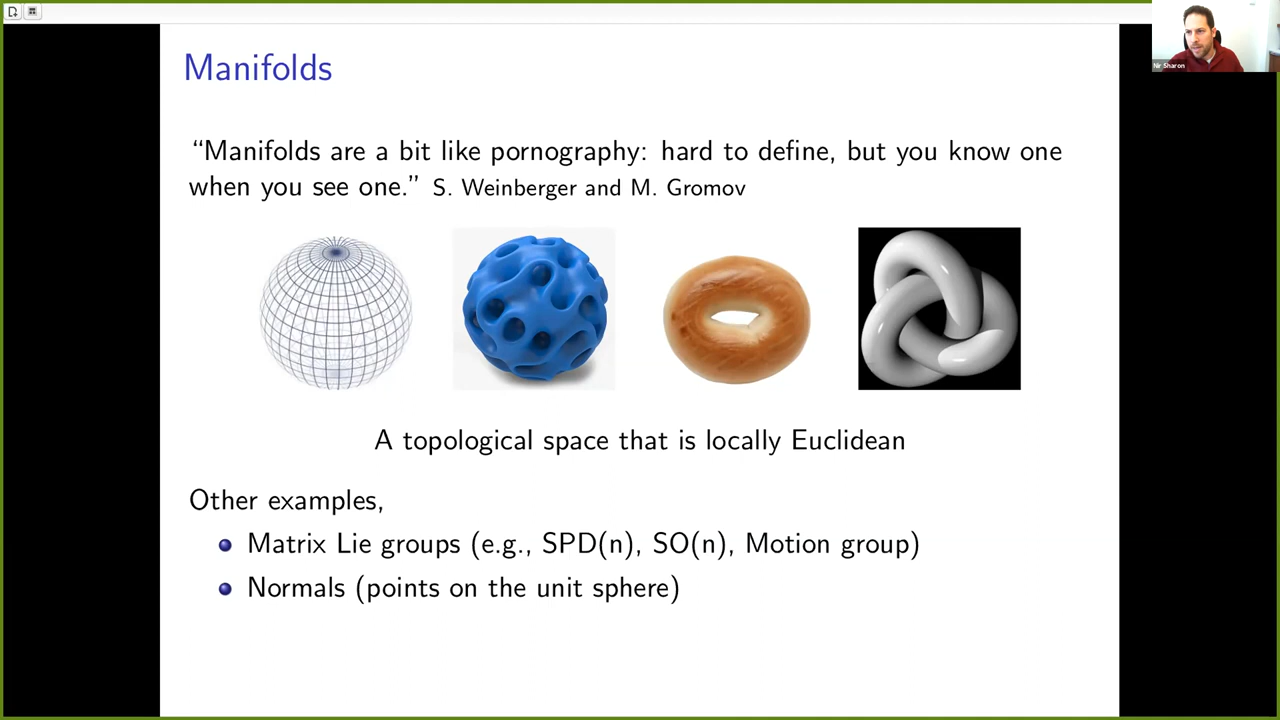 Nir Sharon
Manifolds
“Manifolds are a bit like pornography: hard to define, but you know one
when you see one.” S. Weinberger and M. Gromov
A topological space that is locally Euclidean
Other examples,
Matrix Lie groups (e.g., SPD(n), SO(n), Motion group)
Normals (points on the unit sphere)